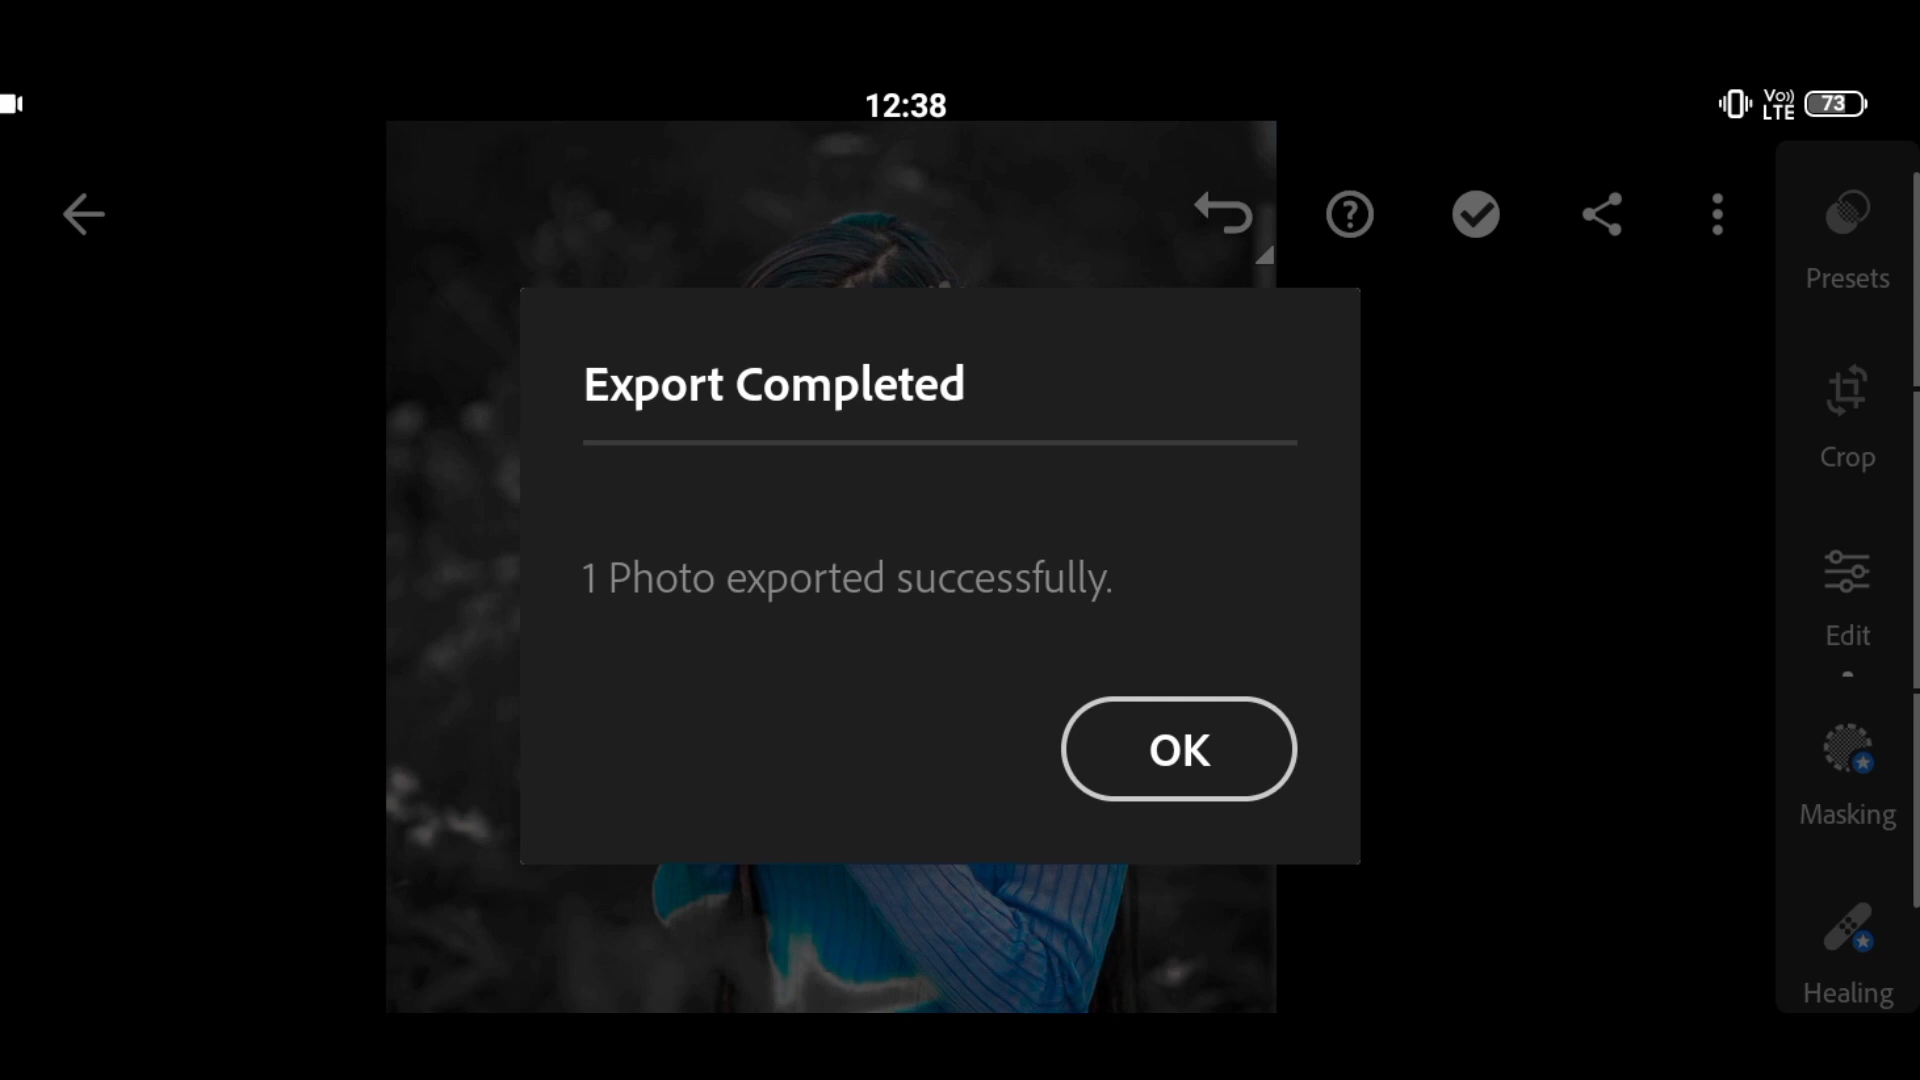 12:38
Vo))
LTE
73
Presets
Crop
Edit
Masking
Healing
Export Completed
1 Photo exported successfully.
OK